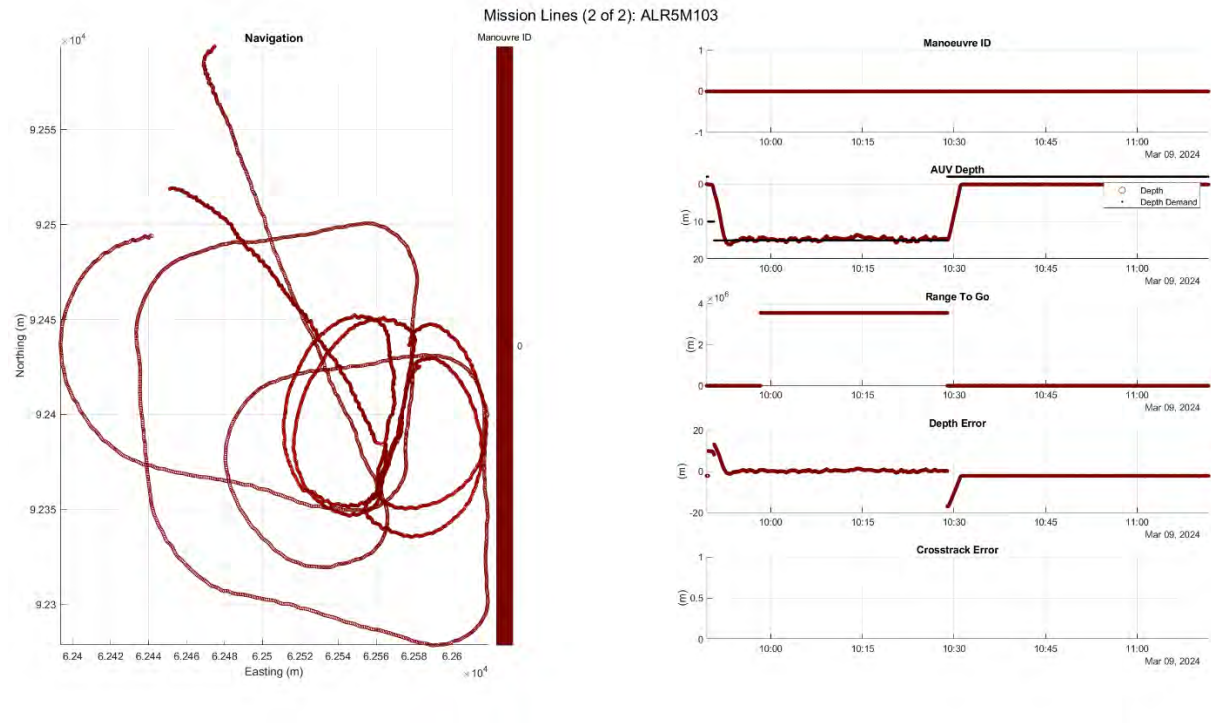 Mission Lines (2 of 2): ALR5M103
Navigation
×10⁴
Manouvre ID
9.255
9.25
9.245
9.24
9.235
9.23
Northing (m)
6.24 6.242 6.244 6.246 6.248 6.25 6.252 6.254 6.256 6.258 6.26
Easting (m)
×10⁴
0
Manoeuvre ID
1
0
-1
10:00 10:15 10:30 10:45 11:00
Mar 09, 2024
AUV Depth
0
10
20
(m)
Depth
Depth Demand
10:00 10:15 10:30 10:45 11:00
Mar 09, 2024
Range To Go
×10⁶
4
2
0
(m)
10:00 10:15 10:30 10:45 11:00
Mar 09, 2024
Depth Error
20
0
-20
(m)
10:00 10:15 10:30 10:45 11:00
Mar 09, 2024
Crosstrack Error
1
0.5
0
(m)
10:00 10:15 10:30 10:45 11:00
Mar 09, 2024